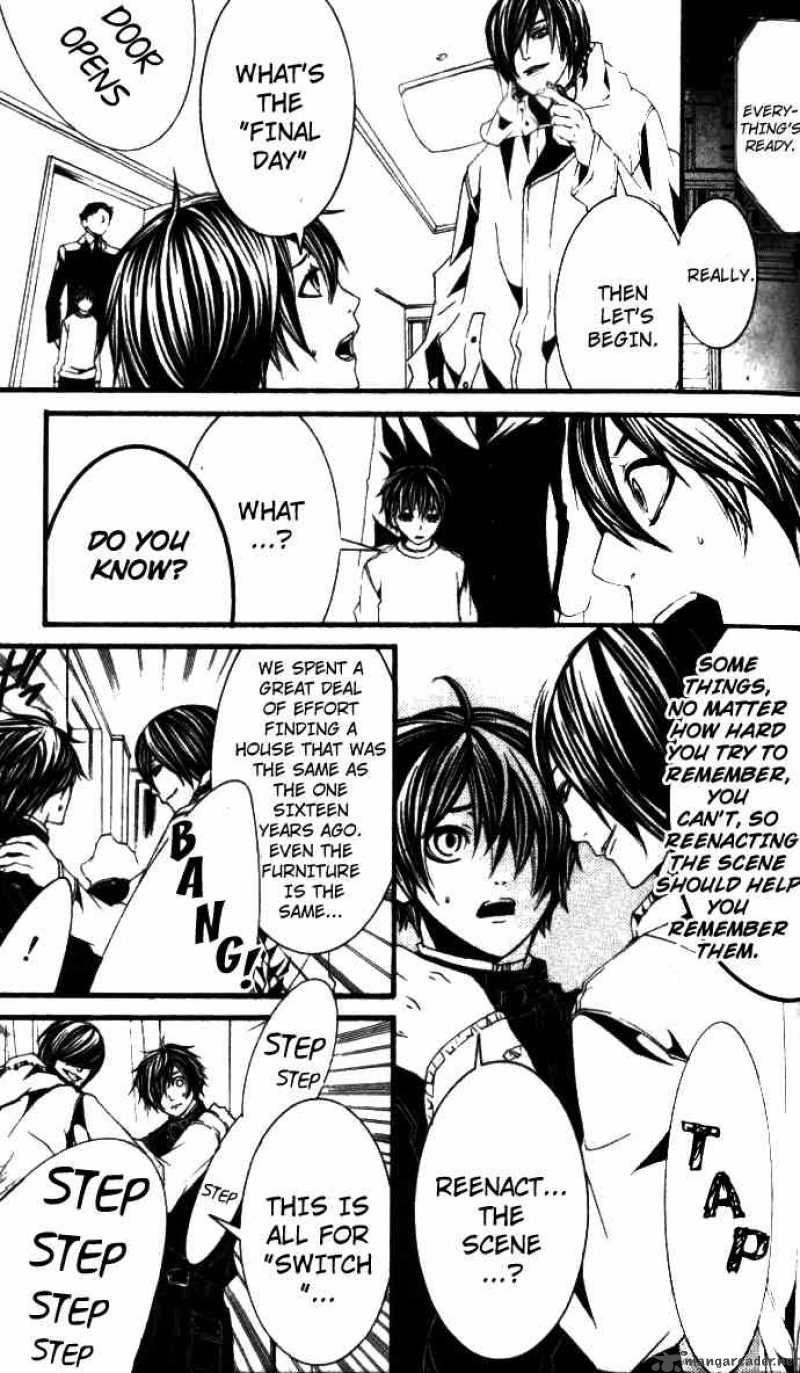 EVERY-
THING'S
READY.
REALLY.
THEN
LET'S
BEGIN.
WHAT'S
THE
"FINAL
DAY"
DOOR
OPENS
WHAT
...?
DO YOU
KNOW?
SOME
THINGS,
NO MATTER
HOW HARD
YOU TRY TO
REMEMBER,
YOU
CAN'T, SO
REENACTING
THE SCENE
SHOULD HELP
YOU
REMEMBER
THEM.
TAP
REENACT...
THE
SCENE
...?
WE SPENT A
GREAT DEAL
OF EFFORT
FINDING A
HOUSE THAT WAS
THE SAME AS
THE ONE
SIXTEEN
YEARS AGO.
EVEN THE
FURNITURE
IS THE
SAME...
BANG!
!
STEP
STEP
STEP
THIS IS
ALL FOR
"SWITCH
"...
STEP
STEP
STEP
STEP
mangareader.net